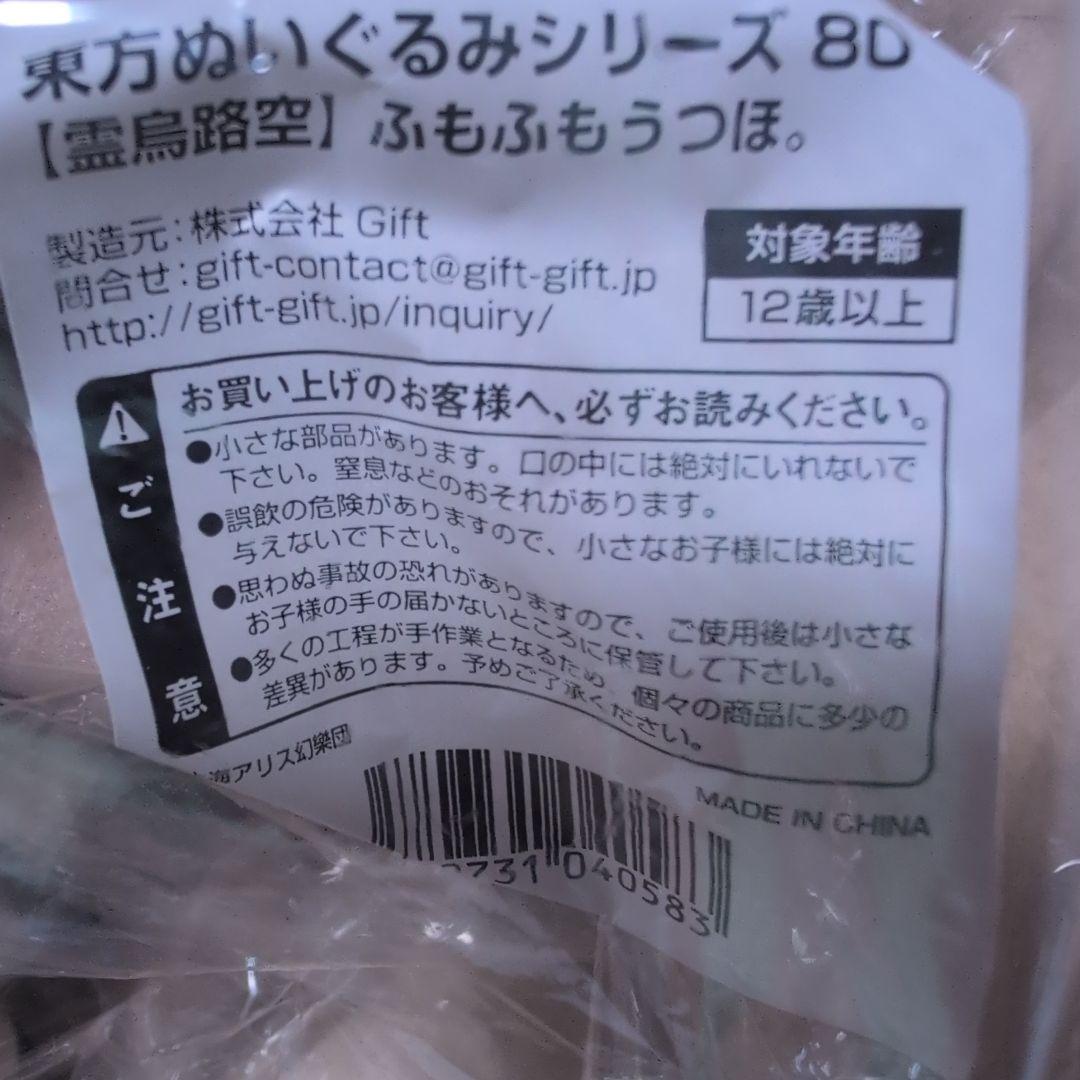 東方ぬいぐるみシリーズ 80
【霊烏路空】ふもふもうつほ。
製造元:株式会社 Gift
問合せ:gift-contact@gift-gift.jp
http://gift-gift.jp/inquiry/
対象年齢
12歳以上
ご注意
お買い上げのお客様へ、必ずお読みください。
●小さな部品があります。口の中には絶対にいれないで
下さい。窒息などのおそれがあります。
●誤飲の危険がありますので、小さなお子様には絶対に
与えないで下さい。
●思わぬ事故の恐れがありますので、ご使用後は小さな
お子様の手の届かないところに保管して下さい。
●多くの工程が手作業となるため、個々の商品に多少の
差異があります。予めご了承ください。
海アリス幻樂団
MADE IN CHINA
731 040583